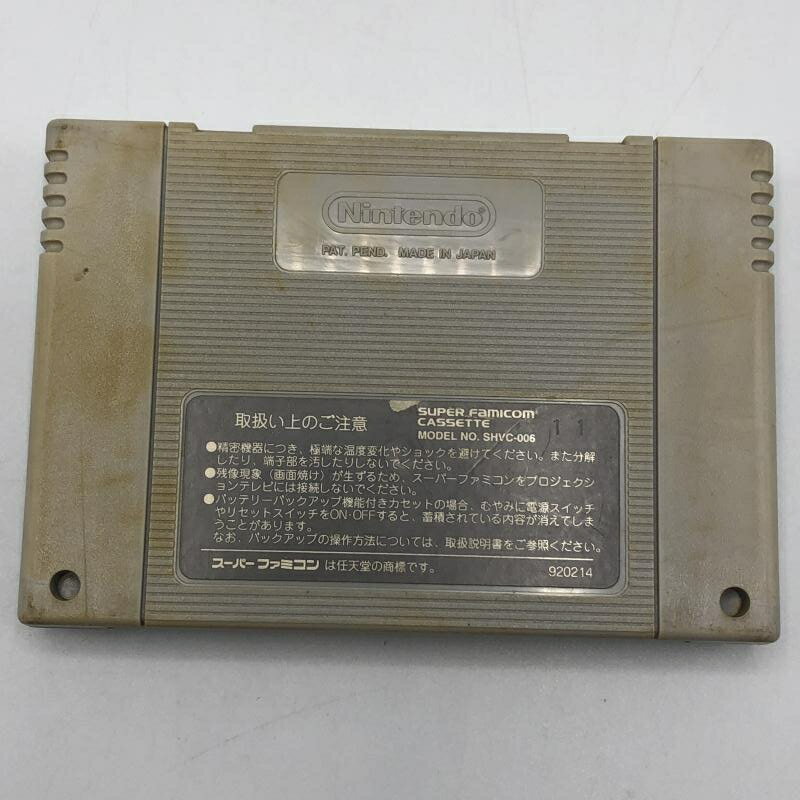 Nintendo®
PAT. PEND. MADE IN JAPAN
取扱い上のご注意
SUPER FAMICOM
CASSETTE
MODEL NO. SHVC-006
11
●精密機器につき、極端な温度変化やショックを避けてください。また分解
したり、端子部を汚したりしないでください。
●残像現象（画面焼け）が生ずるため、スーパーファミコンをプロジェクシ
ョンテレビには接続しないでください。
●バッテリーバックアップ機能付きカセットの場合、むやみに電源スイッチ
やリセットスイッチをON·OFFすると、蓄積されている内容が消えてしま
うことがあります。
なお、バックアップの操作方法については、取扱説明書をご参照ください。
スーパーファミコンは任天堂の商標です。
920214